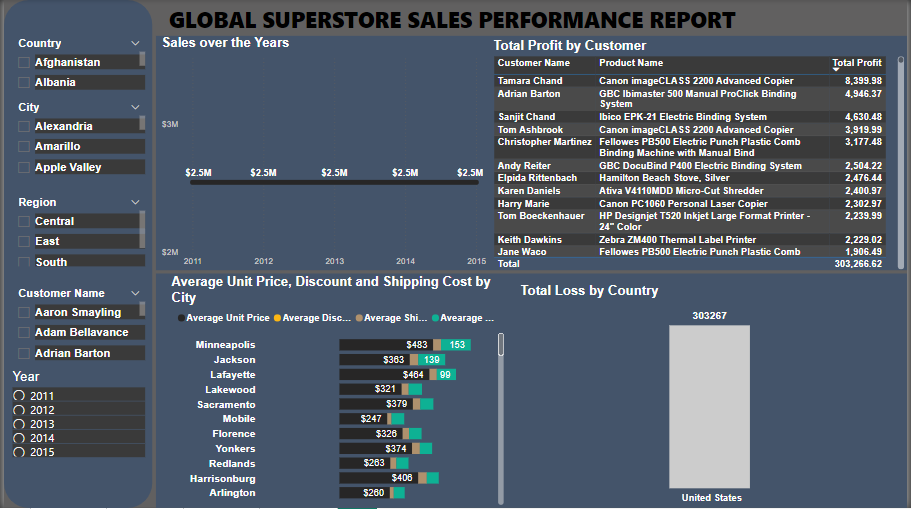 GLOBAL SUPERSTORE SALES PERFORMANCE REPORT
Country
Afghanistan
Albania
City
Alexandria
Amarillo
Apple Valley
Region
Central
East
South
Customer Name
Aaron Smayling
Adam Bellavance
Adrian Barton
Year
2011
2012
2013
2014
2015
Sales over the Years
$3M
$2.5M $2.5M $2.5M $2.5M $2.5M
$2M
2011 2012 2013 2014 2015
Total Profit by Customer
Customer Name Product Name Total Profit
Tamara Chand Canon imageCLASS 2200 Advanced Copier 8,399.98
Adrian Barton GBC Ibimaster 500 Manual ProClick Binding 4,946.37
System
Sanjit Chand Ibico EPK-21 Electric Binding System 4,630.48
Tom Ashbrook Canon imageCLASS 2200 Advanced Copier 3,919.99
Christopher Martinez Fellowes PB500 Electric Punch Plastic Comb 3,177.48
Binding Machine with Manual Bind
Andy Reiter GBC DocuBind P400 Electric Binding System 2,504.22
Elpida Rittenbach Hamilton Beach Stove, Silver 2,476.44
Karen Daniels Ativa V4110MDD Micro-Cut Shredder 2,400.97
Harry Marie Canon PC1060 Personal Laser Copier 2,302.97
Tom Boeckenhauer HP Designjet T520 Inkjet Large Format Printer - 2,239.99
24" Color
Keith Dawkins Zebra ZM400 Thermal Label Printer 2,229.02
Jane Waco Fellowes PB500 Electric Punch Plastic Comb 1,906.49
Total 303,266.62
Average Unit Price, Discount and Shipping Cost by
City
Average Unit Price Average Disc... Average Shi... Avearage ...
Minneapolis $483 153
Jackson $363 139
Lafayette $464 99
Lakewood $321
Sacramento $379
Mobile $247
Florence $326
Yonkers $374
Redlands $263
Harrisonburg $406
Arlington $260
Total Loss by Country
303267
United States